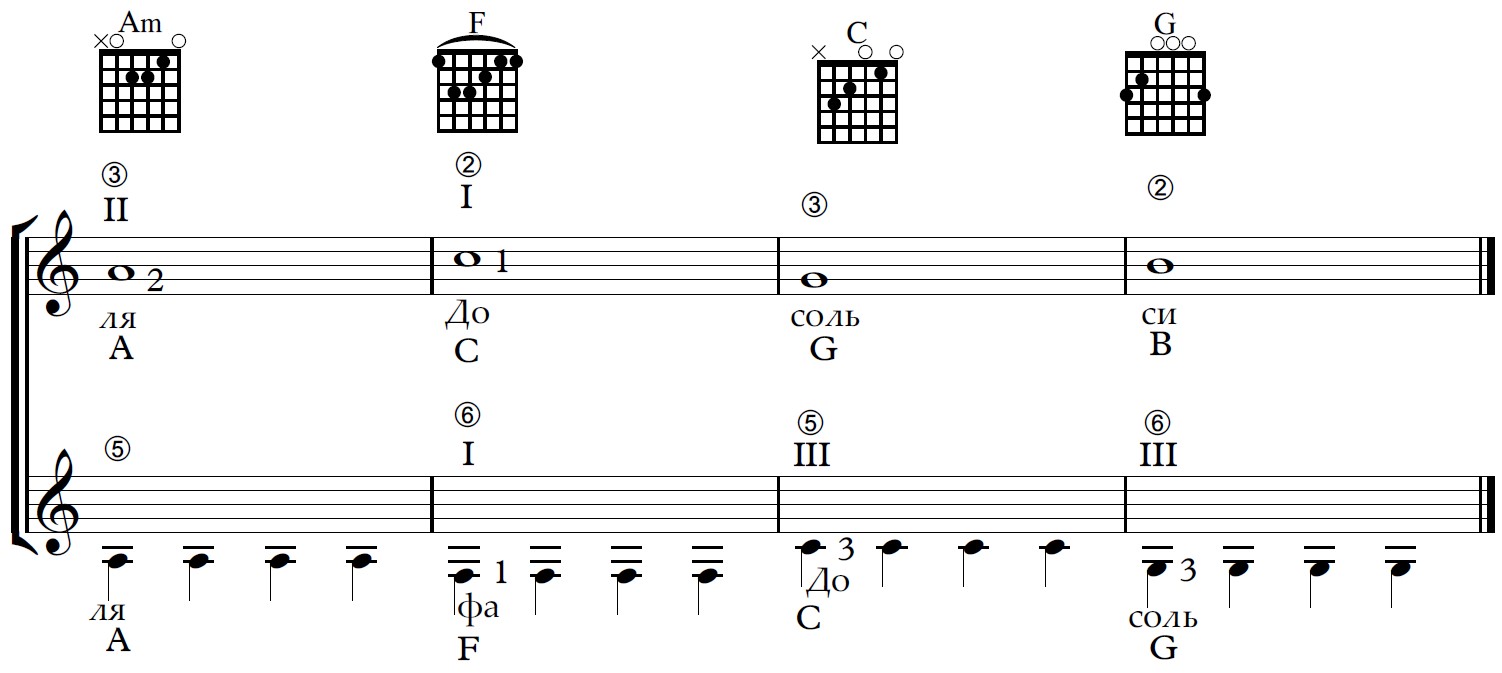 Am F C G
③ ② ③ ②
II I
2 1
ля До соль си
A C G B
⑤ ⑥ ⑤ ⑥
I III III
1 3 3
ля фа До соль
A F C G